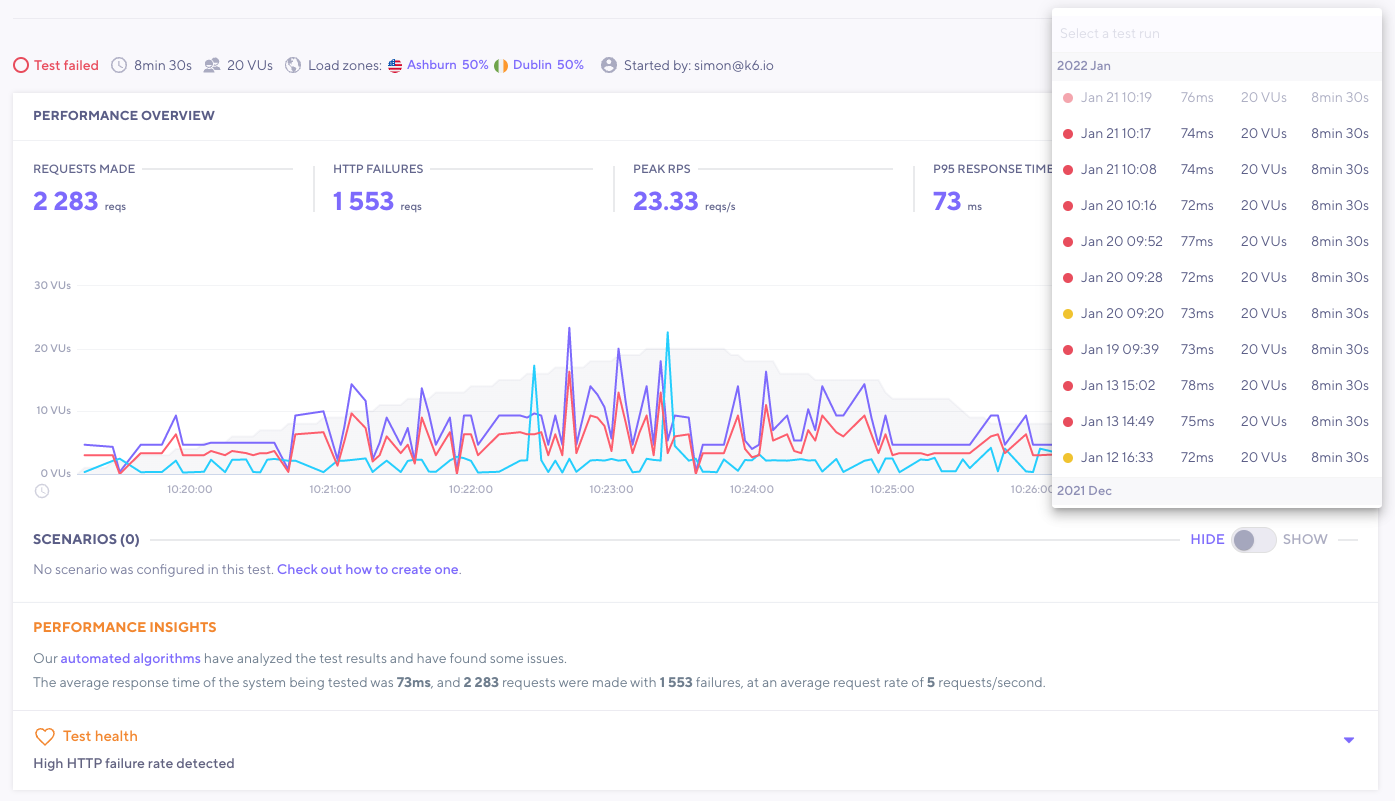 Test failed 8min 30s 20 VUs Load zones: Ashburn 50% Dublin 50% Started by: simon@k6.io
PERFORMANCE OVERVIEW
REQUESTS MADE HTTP FAILURES PEAK RPS P95 RESPONSE TIME
2 283 reqs 1 553 reqs 23.33 reqs/s 73 ms
30 VUs
20 VUs
10 VUs
0 VUs
10:20:00 10:21:00 10:22:00 10:23:00 10:24:00 10:25:00 10:26:00
Select a test run
2022 Jan
Jan 21 10:19 76ms 20 VUs 8min 30s
Jan 21 10:17 74ms 20 VUs 8min 30s
Jan 21 10:08 74ms 20 VUs 8min 30s
Jan 20 10:16 72ms 20 VUs 8min 30s
Jan 20 09:52 77ms 20 VUs 8min 30s
Jan 20 09:28 72ms 20 VUs 8min 30s
Jan 20 09:20 73ms 20 VUs 8min 30s
Jan 19 09:39 73ms 20 VUs 8min 30s
Jan 13 15:02 78ms 20 VUs 8min 30s
Jan 13 14:49 75ms 20 VUs 8min 30s
Jan 12 16:33 72ms 20 VUs 8min 30s
2021 Dec
SCENARIOS (0) HIDE SHOW
No scenario was configured in this test. Check out how to create one.
PERFORMANCE INSIGHTS
Our automated algorithms have analyzed the test results and have found some issues.
The average response time of the system being tested was 73ms, and 2 283 requests were made with 1 553 failures, at an average request rate of 5 requests/second.
Test health
High HTTP failure rate detected